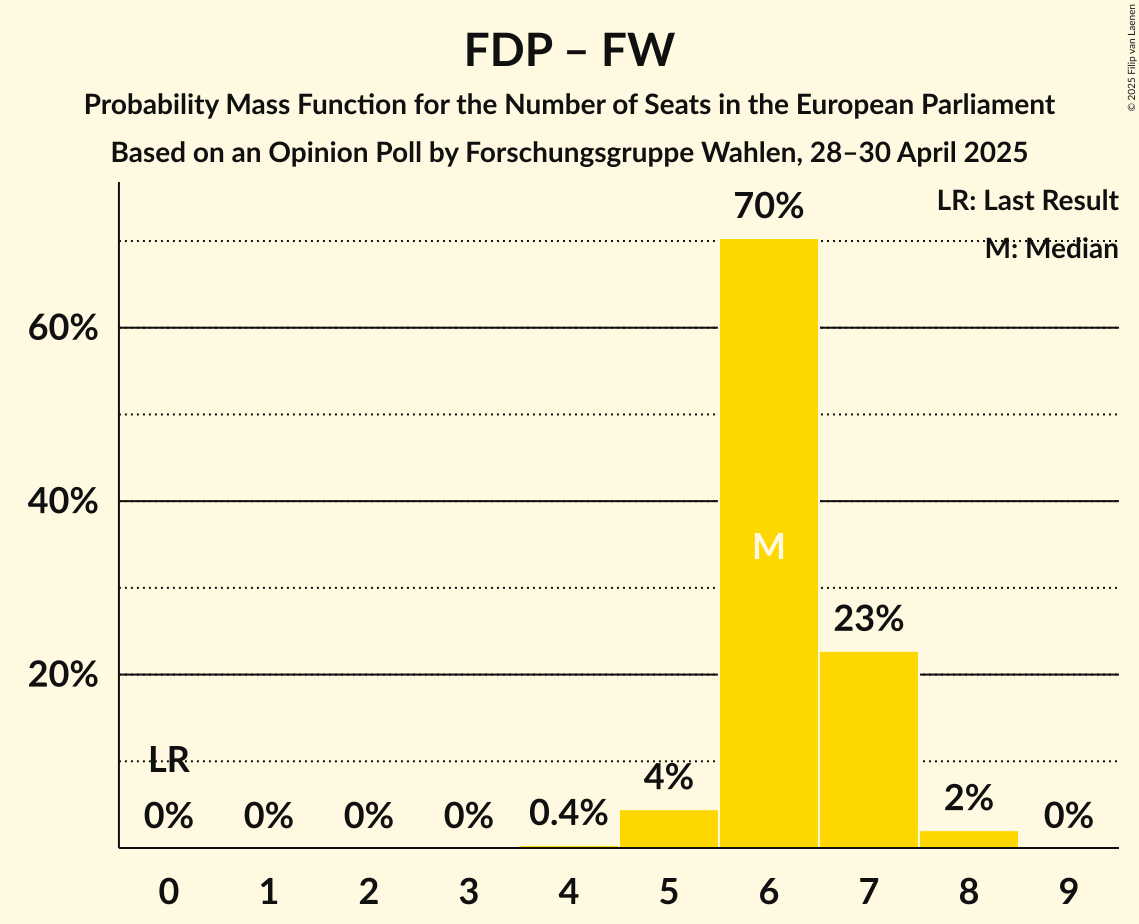 FDP – FW
Probability Mass Function for the Number of Seats in the European Parliament
Based on an Opinion Poll by Forschungsgruppe Wahlen, 28–30 April 2025
© 2025 Filip van Laenen
LR: Last Result
M: Median
70%
60%
40%
M
23%
20%
LR
4%
2%
0% 0% 0% 0% 0.4% 0%
0 1 2 3 4 5 6 7 8 9